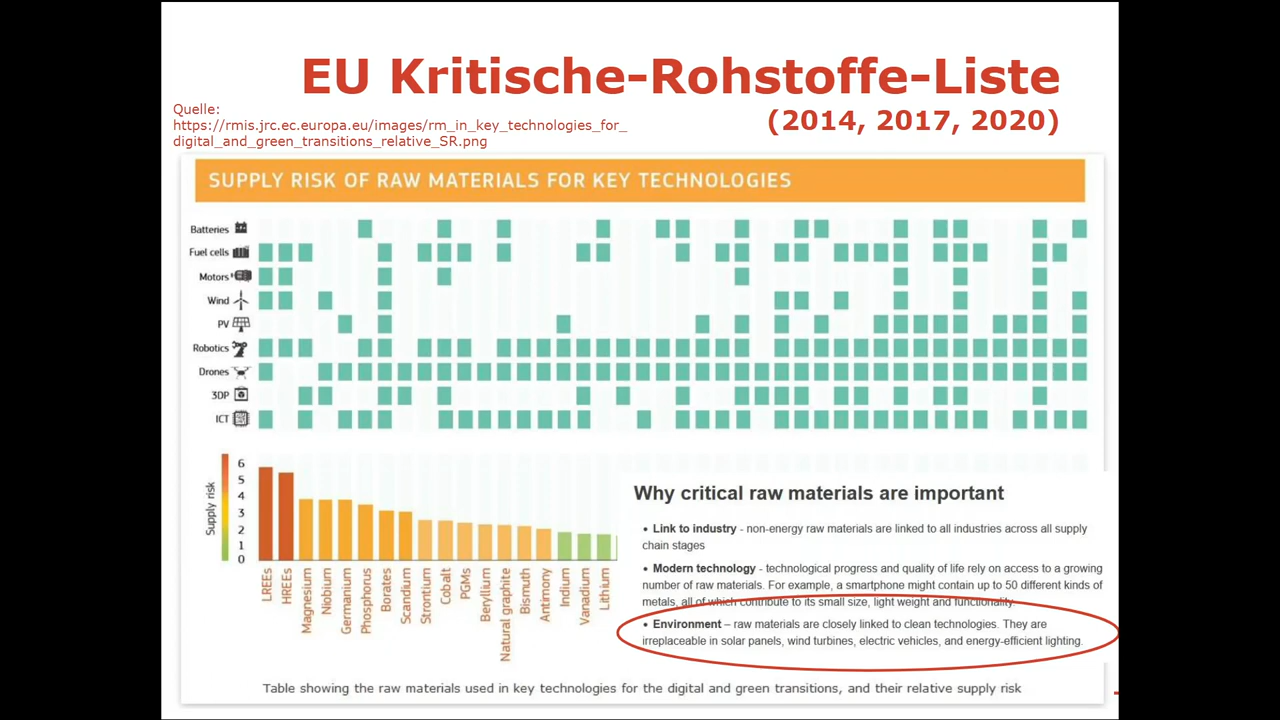 EU Kritische-Rohstoffe-Liste
(2014, 2017, 2020)
Quelle:
https://rmis.jrc.ec.europa.eu/images/rm_in_key_technologies_for_
digital_and_green_transitions_relative_SR.png
SUPPLY RISK OF RAW MATERIALS FOR KEY TECHNOLOGIES
Batteries
Fuel cells
Motors
Wind
PV
Robotics
Drones
3DP
ICT
Supply risk
6
5
4
3
2
1
0
LREEs
HREEs
Magnesium
Niobium
Germanium
Phosphorus
Borates
Scandium
Strontium
Cobalt
PGMs
Beryllium
Natural graphite
Bismuth
Antimony
Indium
Vanadium
Lithium
Why critical raw materials are important
• Link to industry - non-energy raw materials are linked to all industries across all supply
chain stages
• Modern technology - technological progress and quality of life rely on access to a growing
number of raw materials. For example, a smartphone might contain up to 50 different kinds of
metals, all of which contribute to its small size, light weight and functionality.
• Environment – raw materials are closely linked to clean technologies. They are
irreplaceable in solar panels, wind turbines, electric vehicles, and energy-efficient lighting.
Table showing the raw materials used in key technologies for the digital and green transitions, and their relative supply risk